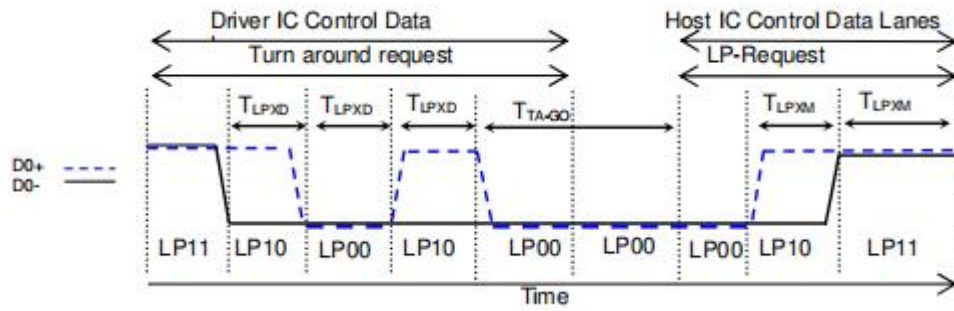 Driver IC Control Data Host IC Control Data Lanes
Turn around request LP-Request
TLPXD TLPXD TLPXD TTA-GO TLPXM TLPXM
D0+
D0-
LP11 LP10 LP00 LP10 LP00 LP00 LP00 LP10 LP11
Time